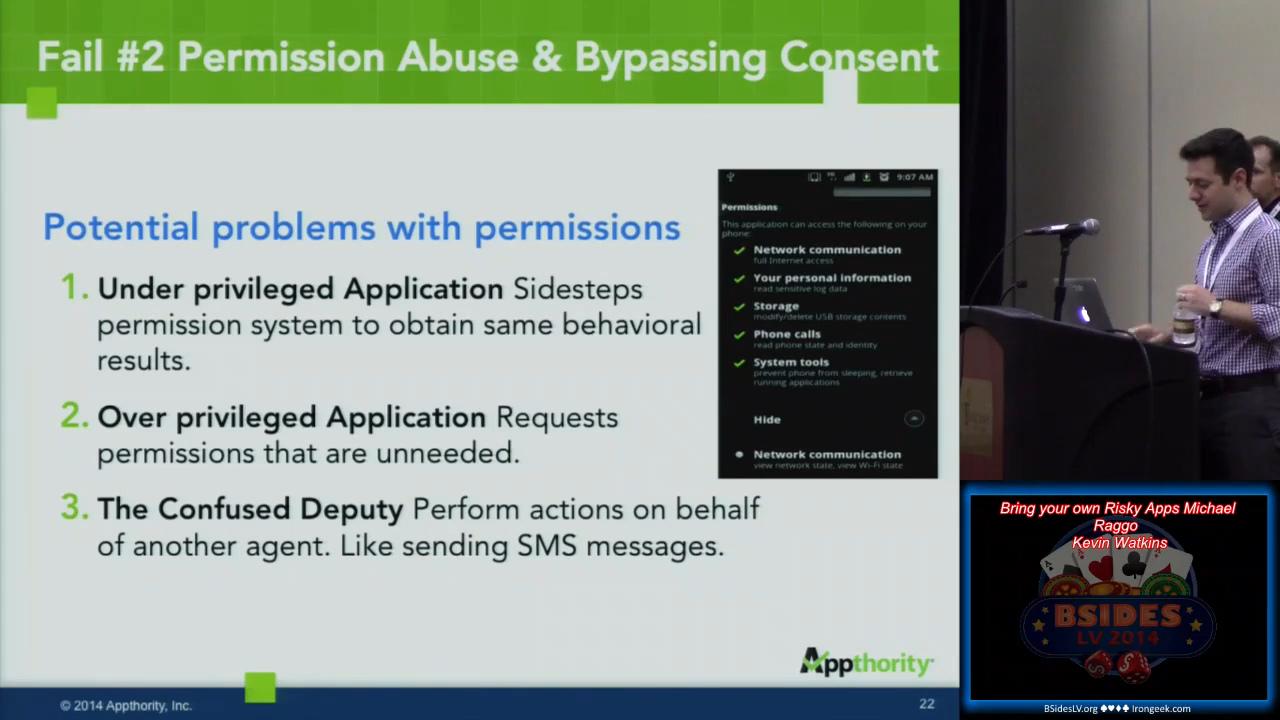 Fail #2 Permission Abuse & Bypassing Consent
Potential problems with permissions
1. Under privileged Application Sidesteps
permission system to obtain same behavioral
results.
2. Over privileged Application Requests
permissions that are unneeded.
3. The Confused Deputy Perform actions on behalf
of another agent. Like sending SMS messages.
9:07 AM
Permissions
This application can access the following on your
phone:
Network communication
full Internet access
Your personal information
read sensitive log data
Storage
modify/delete USB storage contents
Phone calls
read phone state and identity
System tools
prevent phone from sleeping, retrieve
running applications
Hide
Network communication
view network state, view Wi-Fi state
Appthority
© 2014 Appthority, Inc.
22
Bring your own Risky Apps Michael
Raggo
Kevin Watkins
BSIDES
LV 2014
BSidesLV.org ♠♥♦♣ Irongeek.com